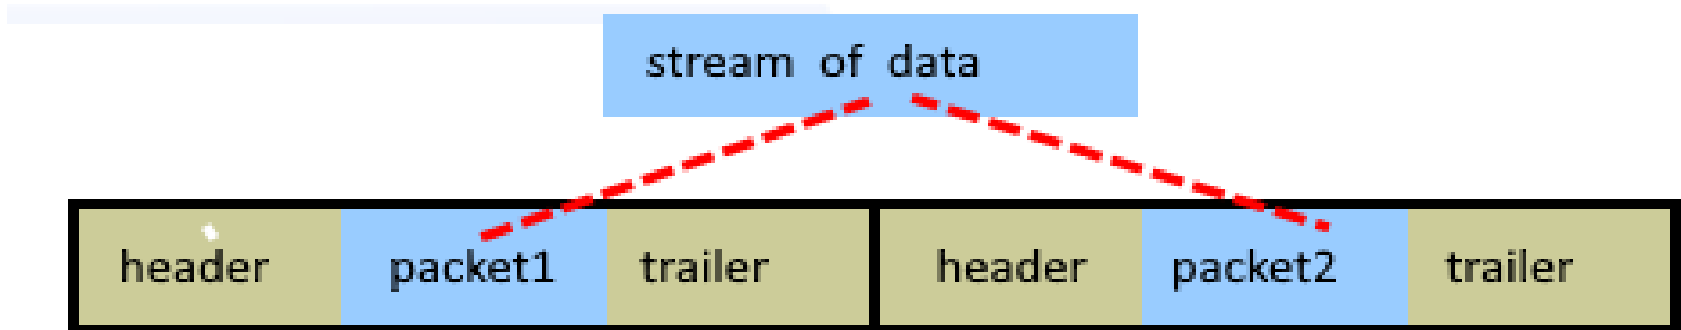 stream of data
header packet1 trailer header packet2 trailer